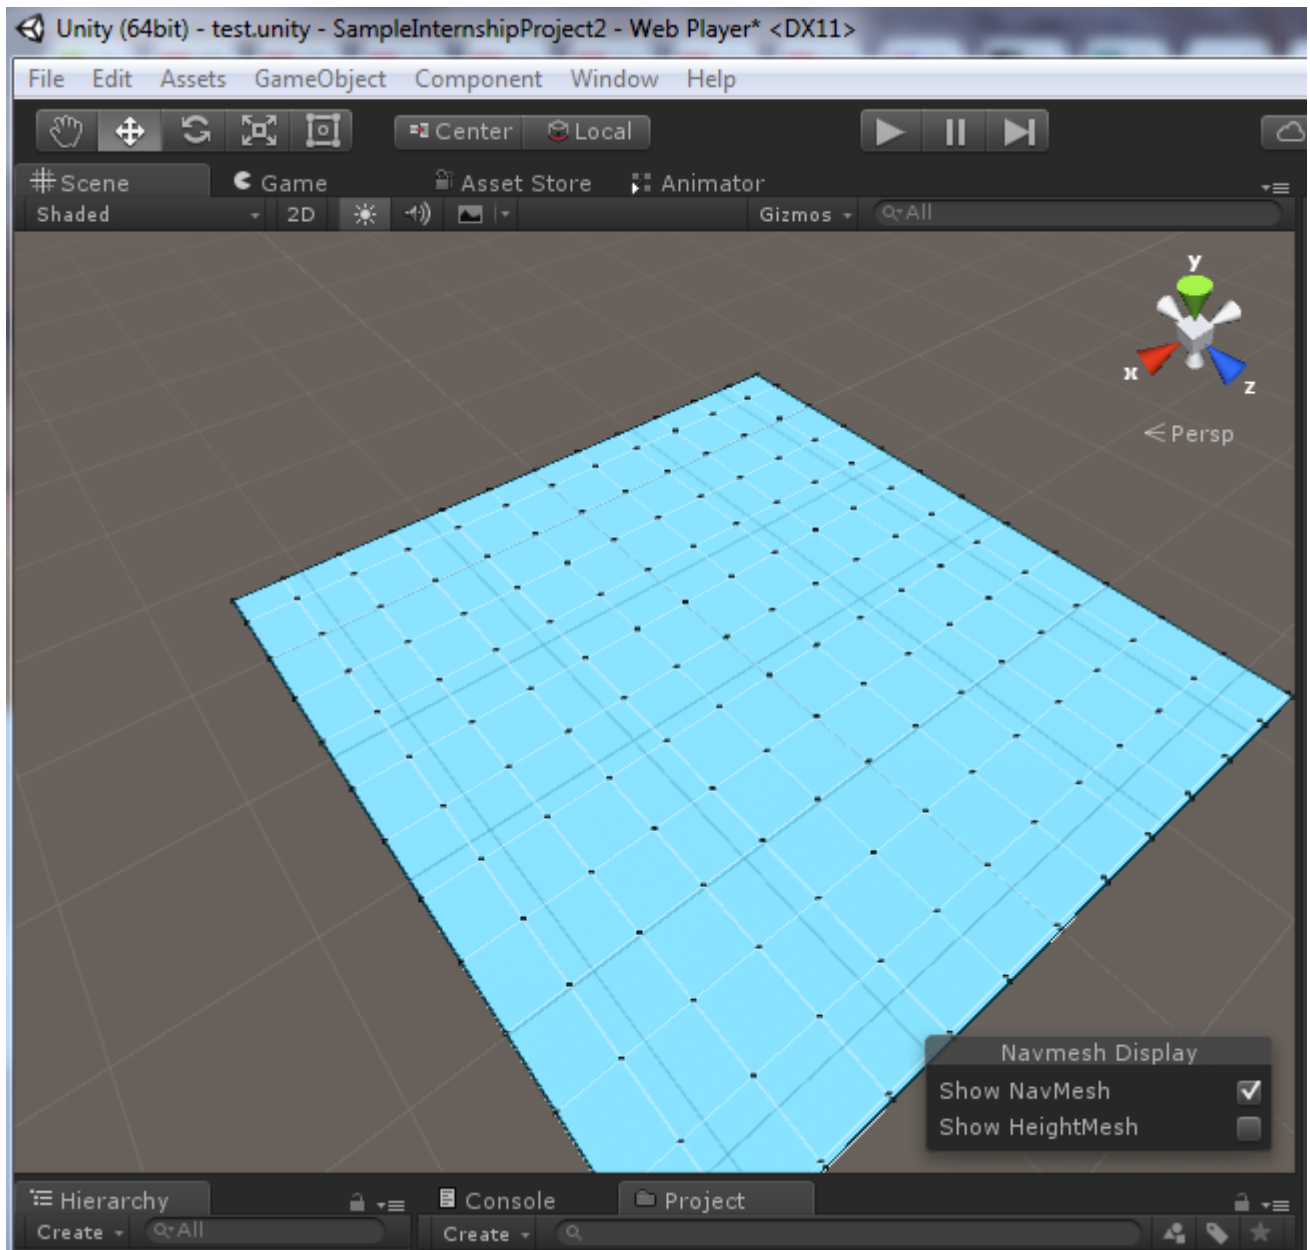 Unity (64bit) - test.unity - SampleInternshipProject2 - Web Player* <DX11>
File Edit Assets GameObject Component Window Help
Center Local
Scene Game Asset Store Animator
Shaded 2D Gizmos All
y
x
z
Persp
Navmesh Display
Show NavMesh
Show HeightMesh
Hierarchy Console Project
Create All Create